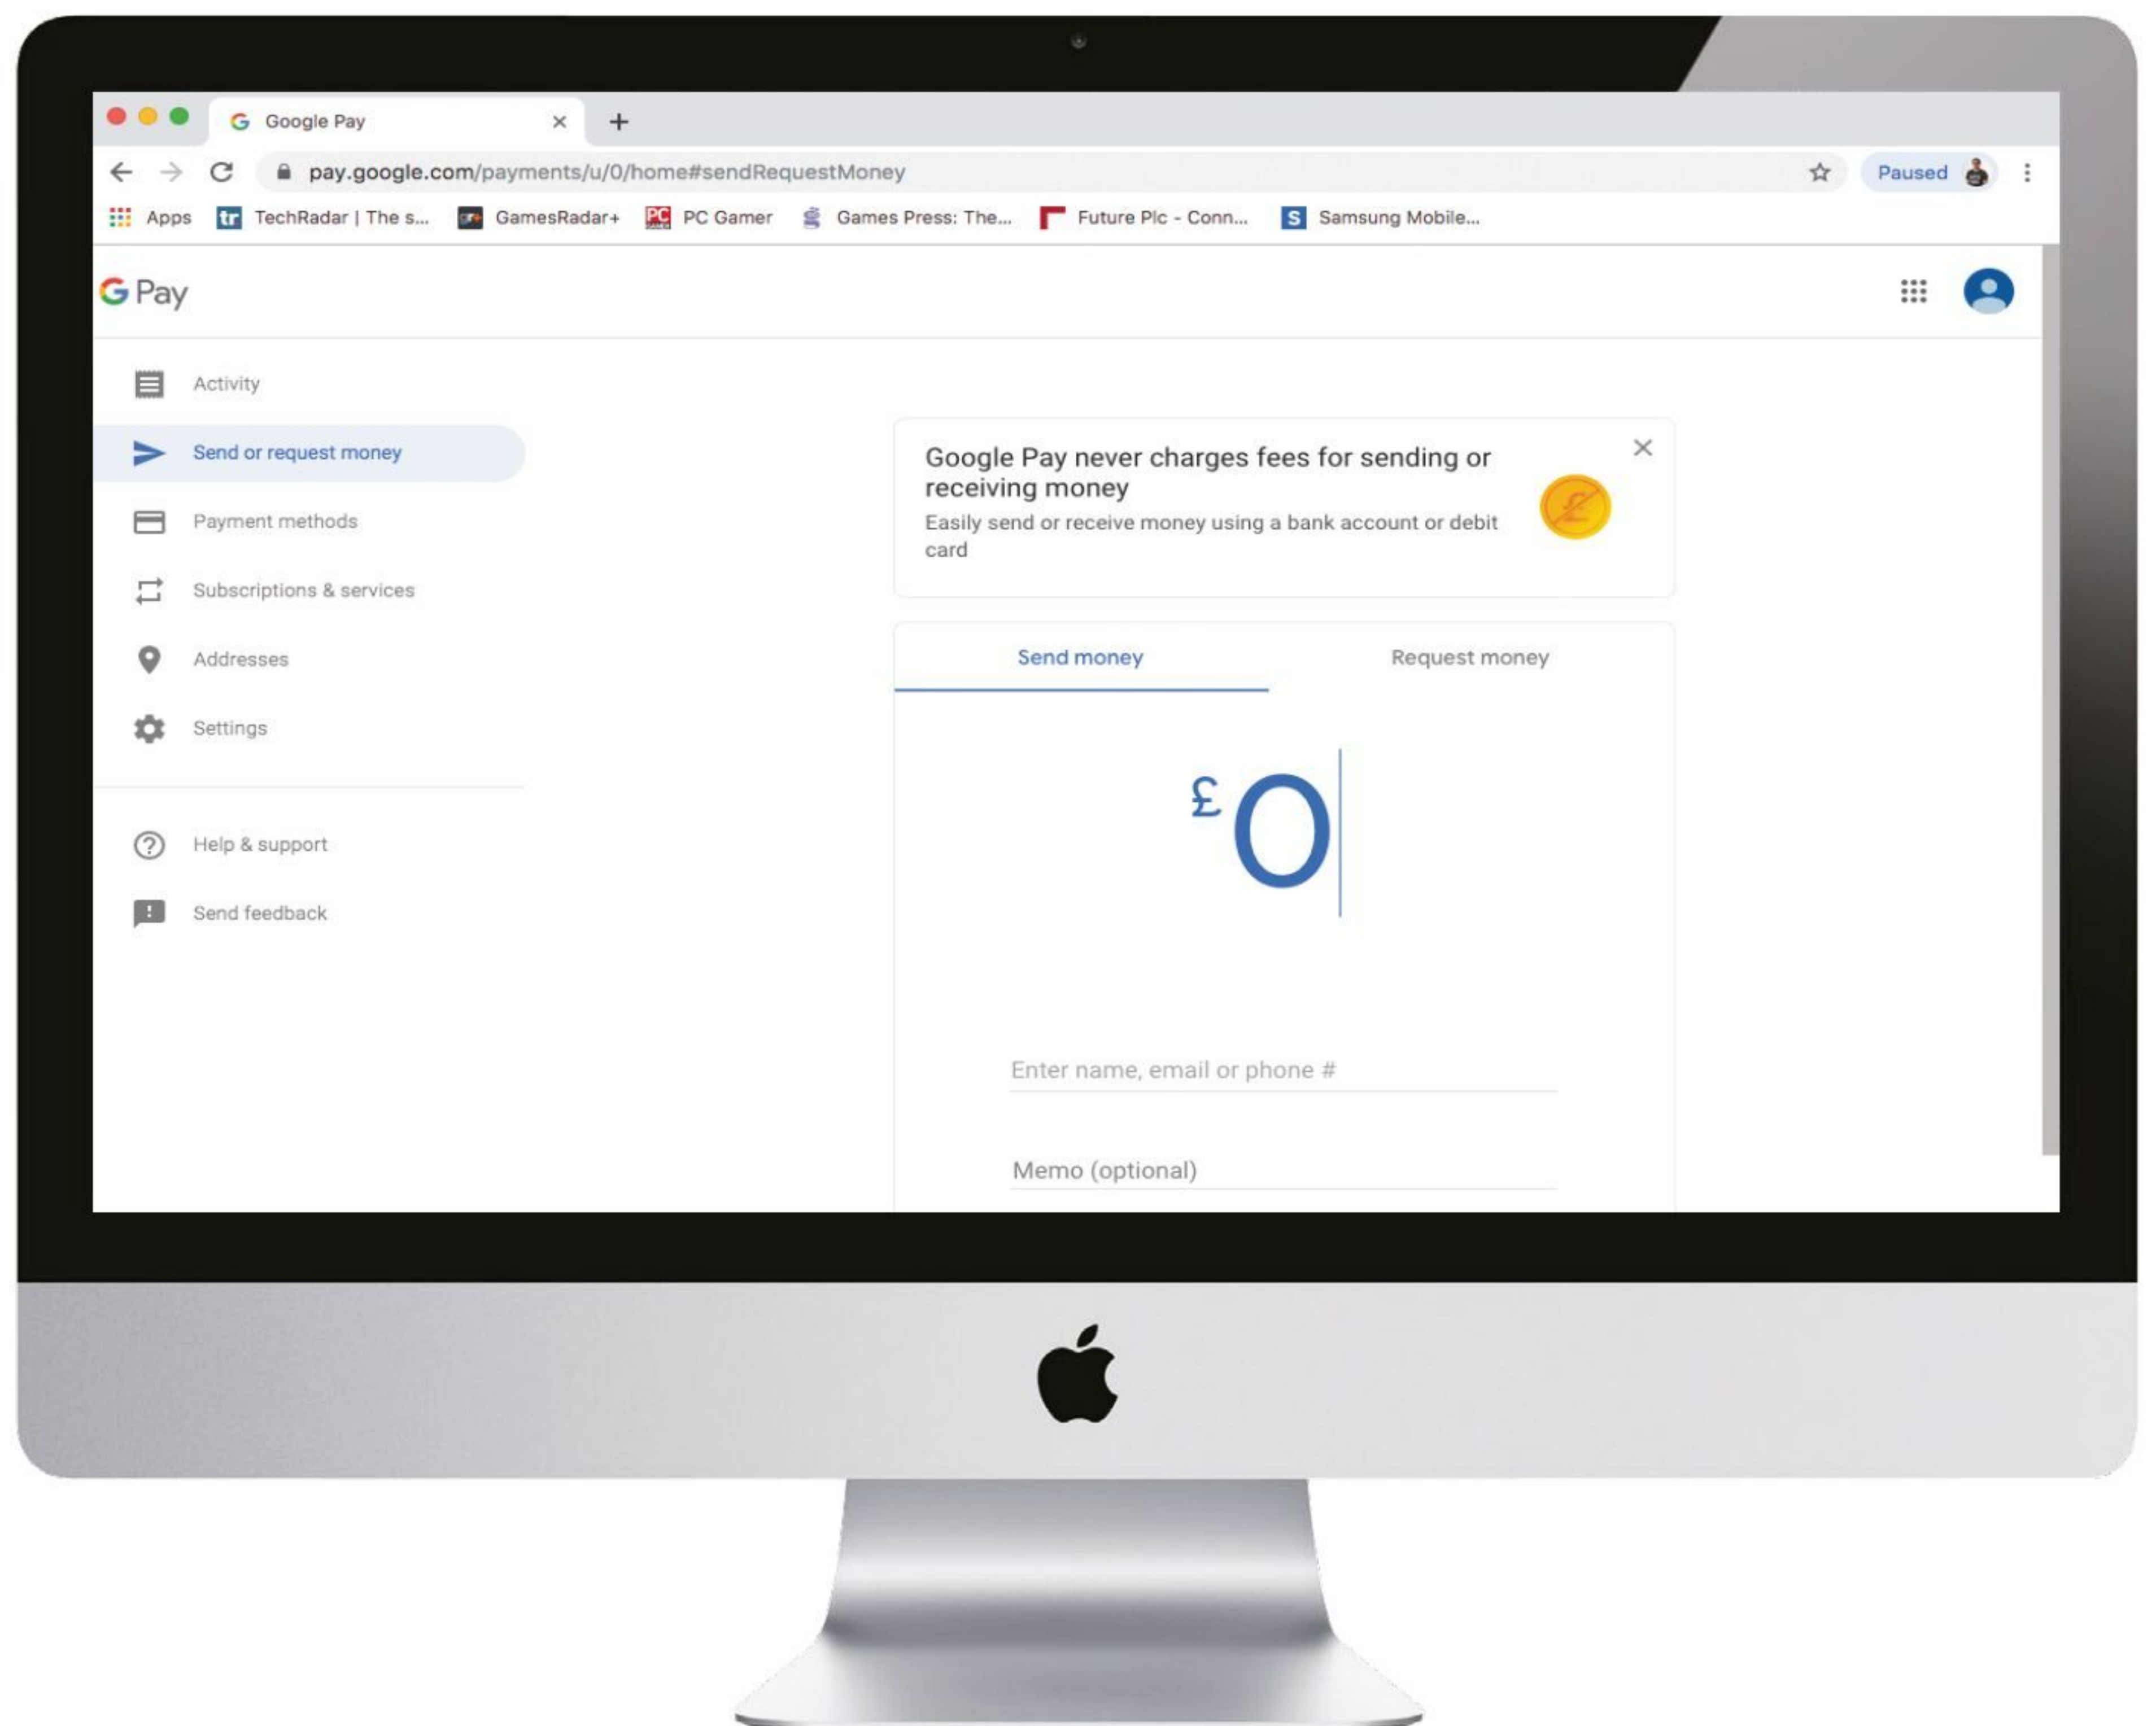 Google Pay
pay.google.com/payments/u/0/home#sendRequestMoney
Paused
Apps
TechRadar | The s...
GamesRadar+
PC Gamer
Games Press: The...
Future Plc - Conn...
Samsung Mobile...
G Pay
Activity
Send or request money
Payment methods
Subscriptions & services
Addresses
Settings
Help & support
Send feedback
Google Pay never charges fees for sending or
receiving money
Easily send or receive money using a bank account or debit
card
£
Send money
Request money
£0
Enter name, email or phone #
Memo (optional)